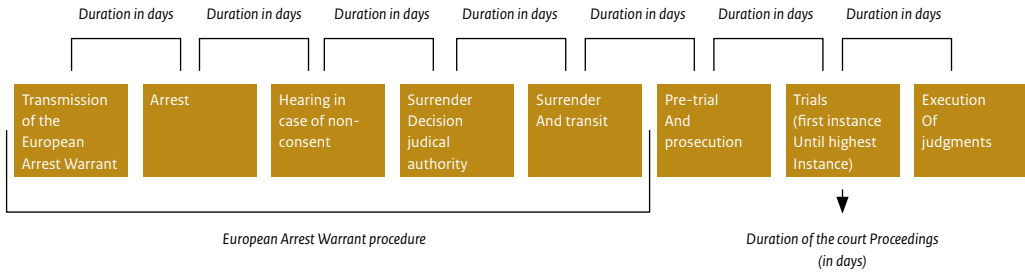 Duration in days
Duration in days
Duration in days
Duration in days
Duration in days
Duration in days
Duration in days
Transmission
of the
European
Arrest Warrant
Arrest
Hearing in
case of non-
consent
Surrender
Decision
judical
authority)
Surrender
And transit
Pre-trial
And
prosecution
Trials
(first instance
Until highest
Instance)
Execution
Of
judgments
European Arrest Warrant procedure
Duration of the court Proceedings
(in days)